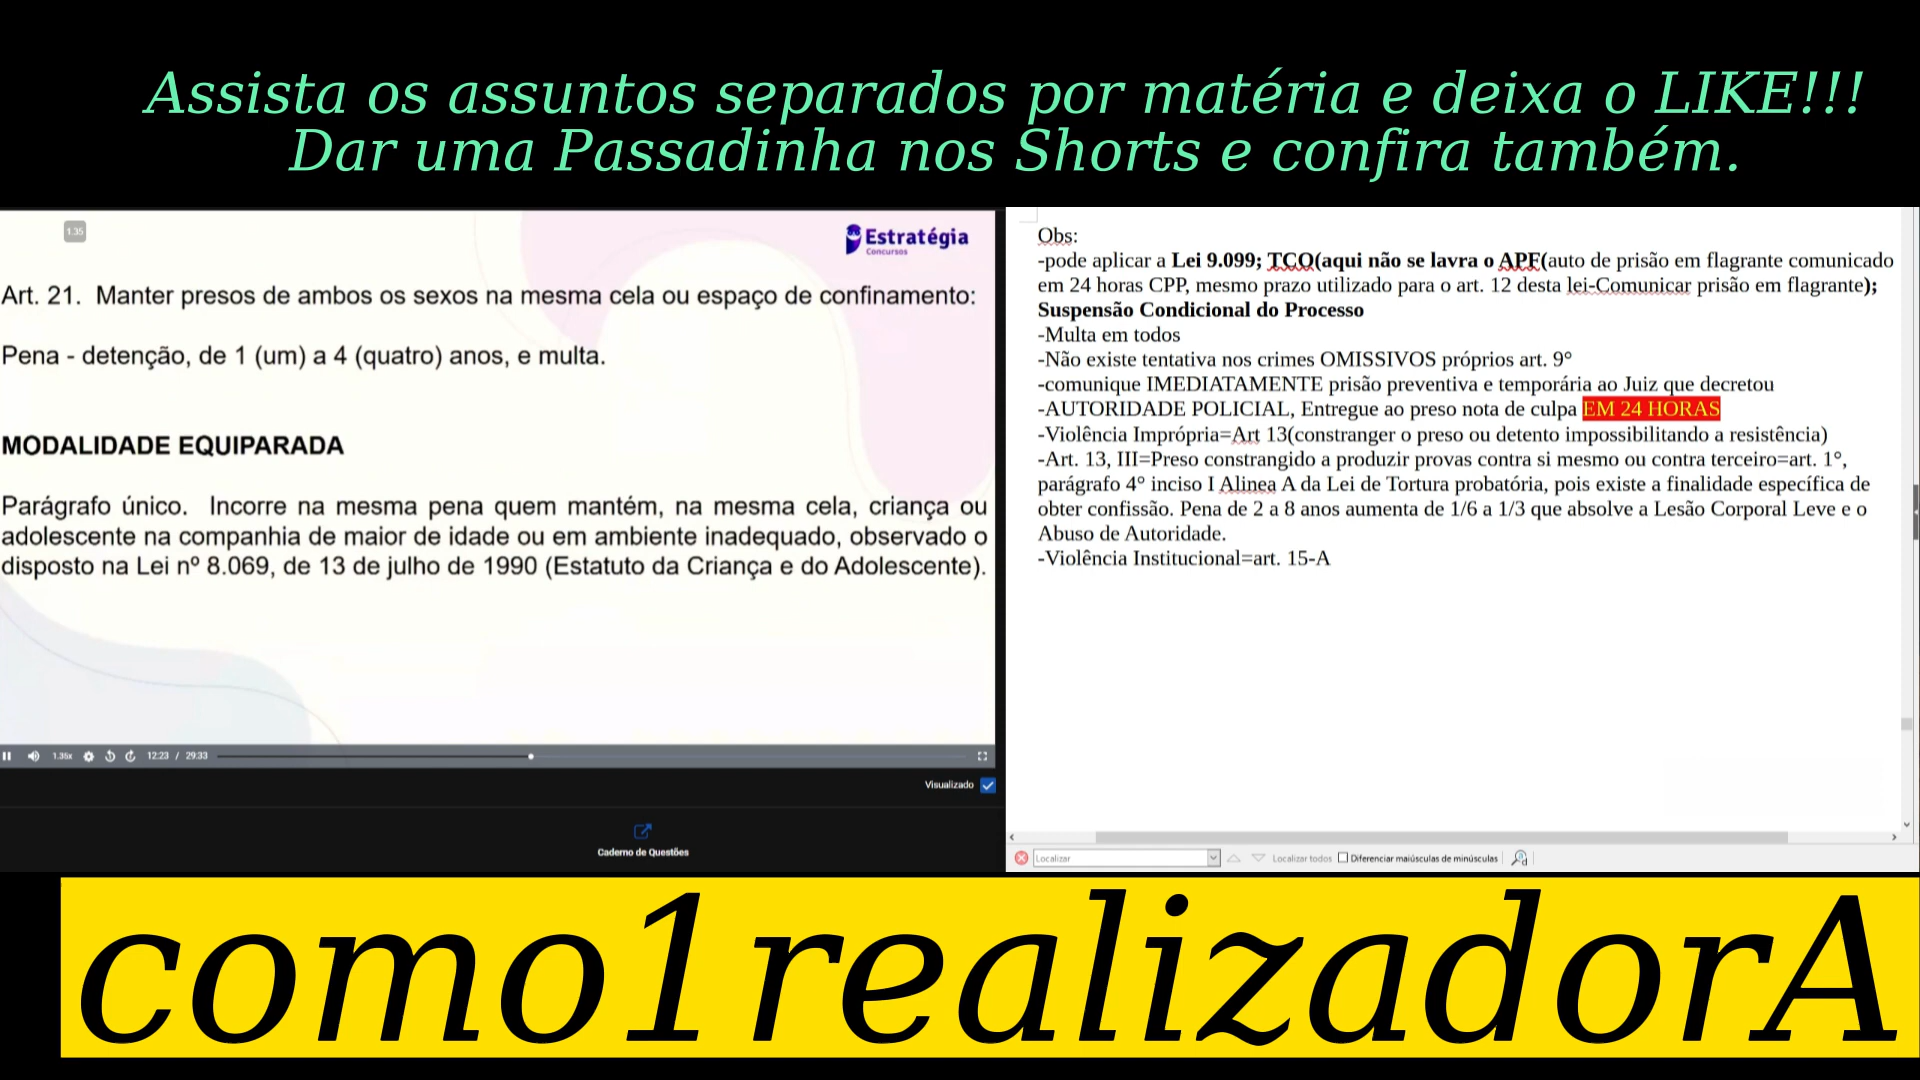 Assista os assuntos separados por matéria e deixa o LIKE!!!
Dar uma Passadinha nos Shorts e confira também.
1.35
Estratégia
Concursos
Art. 21. Manter presos de ambos os sexos na mesma cela ou espaço de confinamento:
Pena - detenção, de 1 (um) a 4 (quatro) anos, e multa.
MODALIDADE EQUIPARADA
Parágrafo único. Incorre na mesma pena quem mantém, na mesma cela, criança ou
adolescente na companhia de maior de idade ou em ambiente inadequado, observado o
disposto na Lei nº 8.069, de 13 de julho de 1990 (Estatuto da Criança e do Adolescente).
1.35x 12:23 / 29:33
Visualizado
Caderno de Questões
Obs:
-pode aplicar a Lei 9.099; TCO(aqui não se lavra o APF(auto de prisão em flagrante comunicado
em 24 horas CPP, mesmo prazo utilizado para o art. 12 desta lei-Comunicar prisão em flagrante);
Suspensão Condicional do Processo
-Multa em todos
-Não existe tentativa nos crimes OMISSIVOS próprios art. 9°
-comunique IMEDIATAMENTE prisão preventiva e temporária ao Juiz que decretou
-AUTORIDADE POLICIAL, Entregue ao preso nota de culpa EM 24 HORAS
-Violência Imprópria=Art 13(constranger o preso ou detento impossibilitando a resistência)
-Art. 13, III=Preso constrangido a produzir provas contra si mesmo ou contra terceiro=art. 1°,
parágrafo 4° inciso I Alinea A da Lei de Tortura probatória, pois existe a finalidade específica de
obter confissão. Pena de 2 a 8 anos aumenta de 1/6 a 1/3 que absolve a Lesão Corporal Leve e o
Abuso de Autoridade.
-Violência Institucional=art. 15-A
Localizar Localizar todos Diferenciar maiúsculas de minúsculas
como1realizadorA